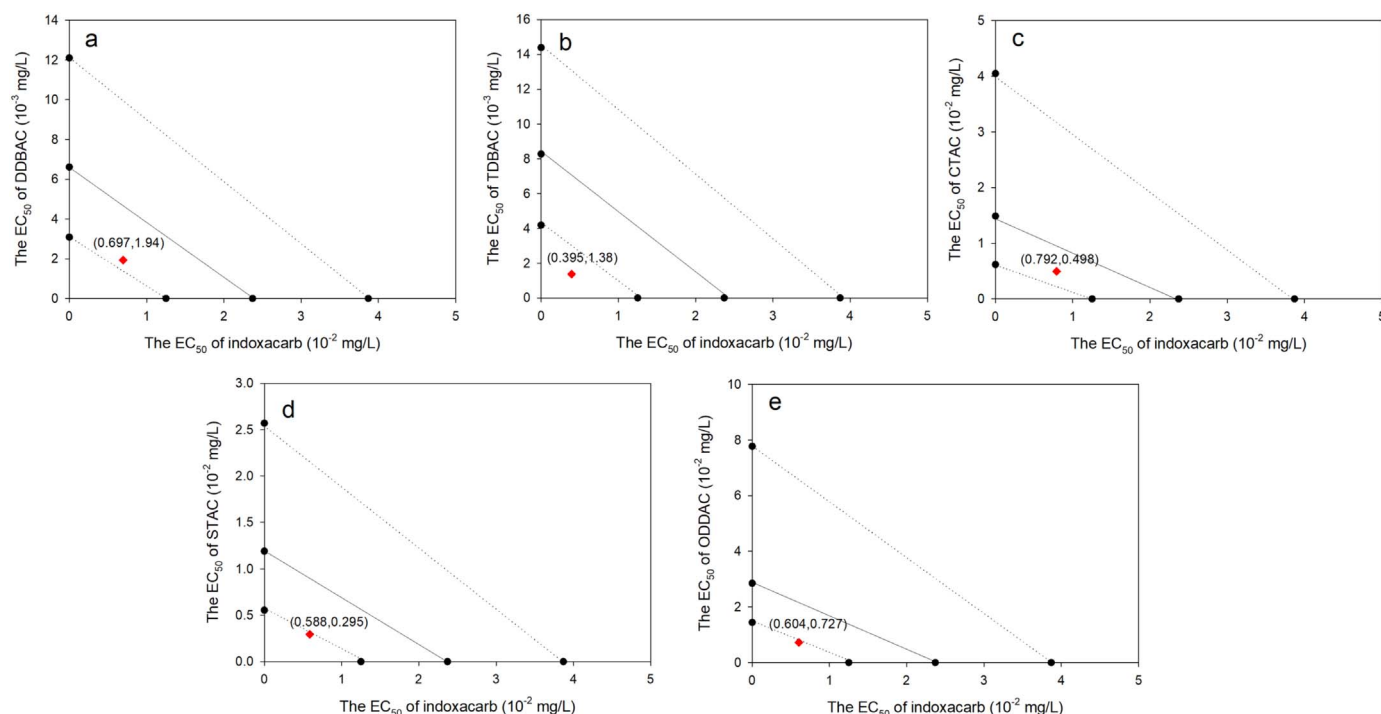 a
The EC50 of DDBAC (10-3 mg/L)
14
12
10
8
6
4
2
0
(0.697,1.94)
0 1 2 3 4 5
The EC50 of indoxacarb (10-2 mg/L)
b
The EC50 of TDBAC (10-3 mg/L)
16
14
12
10
8
6
4
2
0
(0.395,1.38)
0 1 2 3 4 5
The EC50 of indoxacarb (10-2 mg/L)
c
The EC50 of CTAC (10-2 mg/L)
5
4
3
2
1
0
(0.792,0.498)
0 1 2 3 4 5
The EC50 of indoxacarb (10-2 mg/L)
d
The EC50 of STAC (10-2 mg/L)
3.0
2.5
2.0
1.5
1.0
0.5
0.0
(0.588,0.295)
0 1 2 3 4 5
The EC50 of indoxacarb (10-2 mg/L)
e
The EC50 of ODDAC (10-2 mg/L)
10
8
6
4
2
0
(0.604,0.727)
0 1 2 3 4 5
The EC50 of indoxacarb (10-2 mg/L)